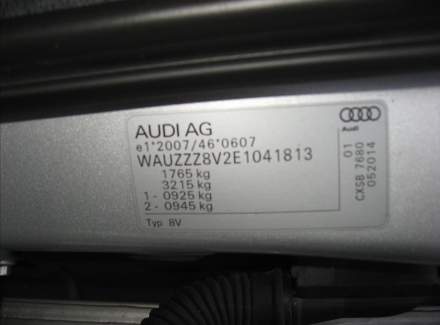 AUDI AG
e1*2007/46*0607
WAUZZZ8V2E1041813
1765 kg
3215 kg
1 - 0925 kg
2 - 0945 kg
Typ 8V
Audi
01
CXSB 7680
052014